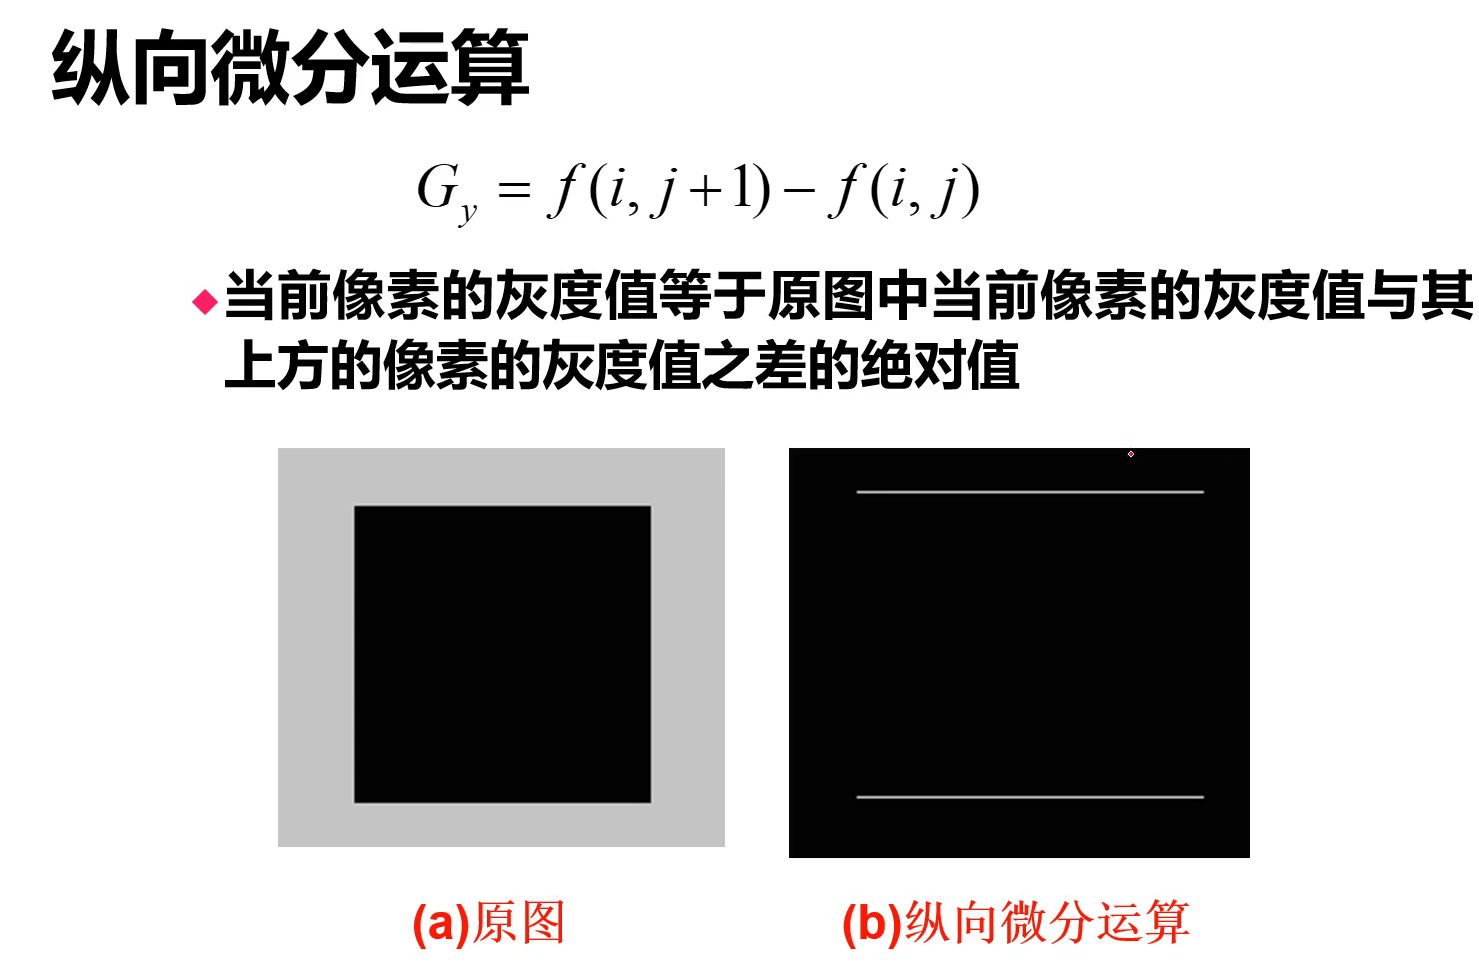 纵向微分运算
G_y = f(i, j+1) − f(i, j)
当前像素的灰度值等于原图中当前像素的灰度值与其
上方的像素的灰度值之差的绝对值
(a)原图
(b)纵向微分运算